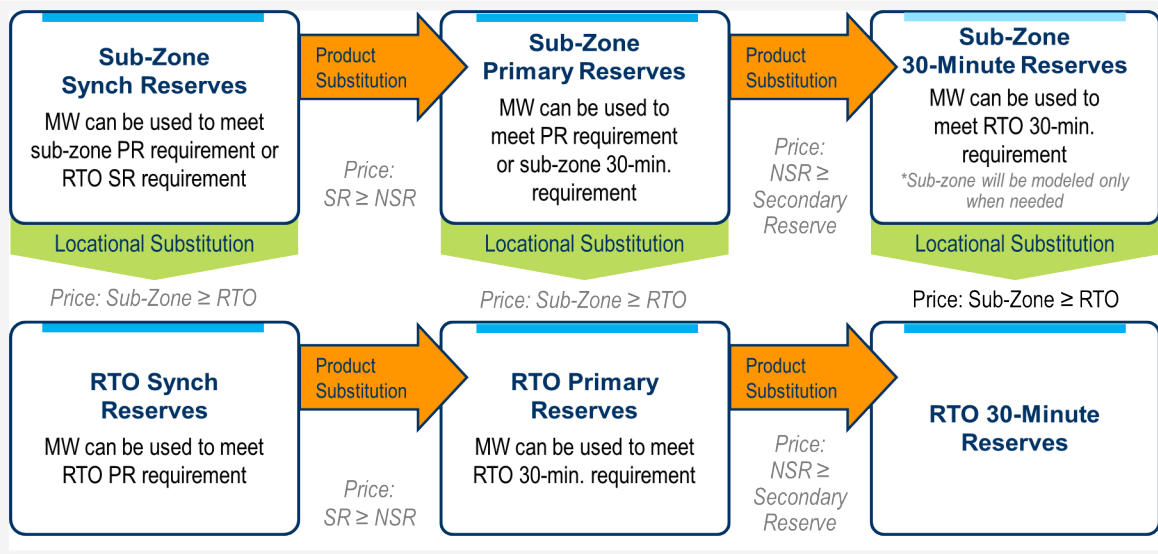 Sub-Zone
Synch Reserves
MW can be used to meet
sub-zone PR requirement or
RTO SR requirement
Product
Substitution
Price:
SR ≥ NSR
Sub-Zone
Primary Reserves
MW can be used to
meet PR requirement
or sub-zone 30-min.
requirement
Product
Substitution
Price:
NSR ≥
Secondary
Reserve
Sub-Zone
30-Minute Reserves
MW can be used to
meet RTO 30-min.
requirement
*Sub-zone will be modeled only
when needed
Locational Substitution
Locational Substitution
Locational Substitution
Price: Sub-Zone ≥ RTO
Price: Sub-Zone ≥ RTO
Price: Sub-Zone ≥ RTO
RTO Synch
Reserves
MW can be used to meet
RTO PR requirement
Product
Substitution
Price:
SR ≥ NSR
RTO Primary
Reserves
MW can be used to meet
RTO 30-min. requirement
Product
Substitution
Price:
NSR ≥
Secondary
Reserve
RTO 30-Minute
Reserves